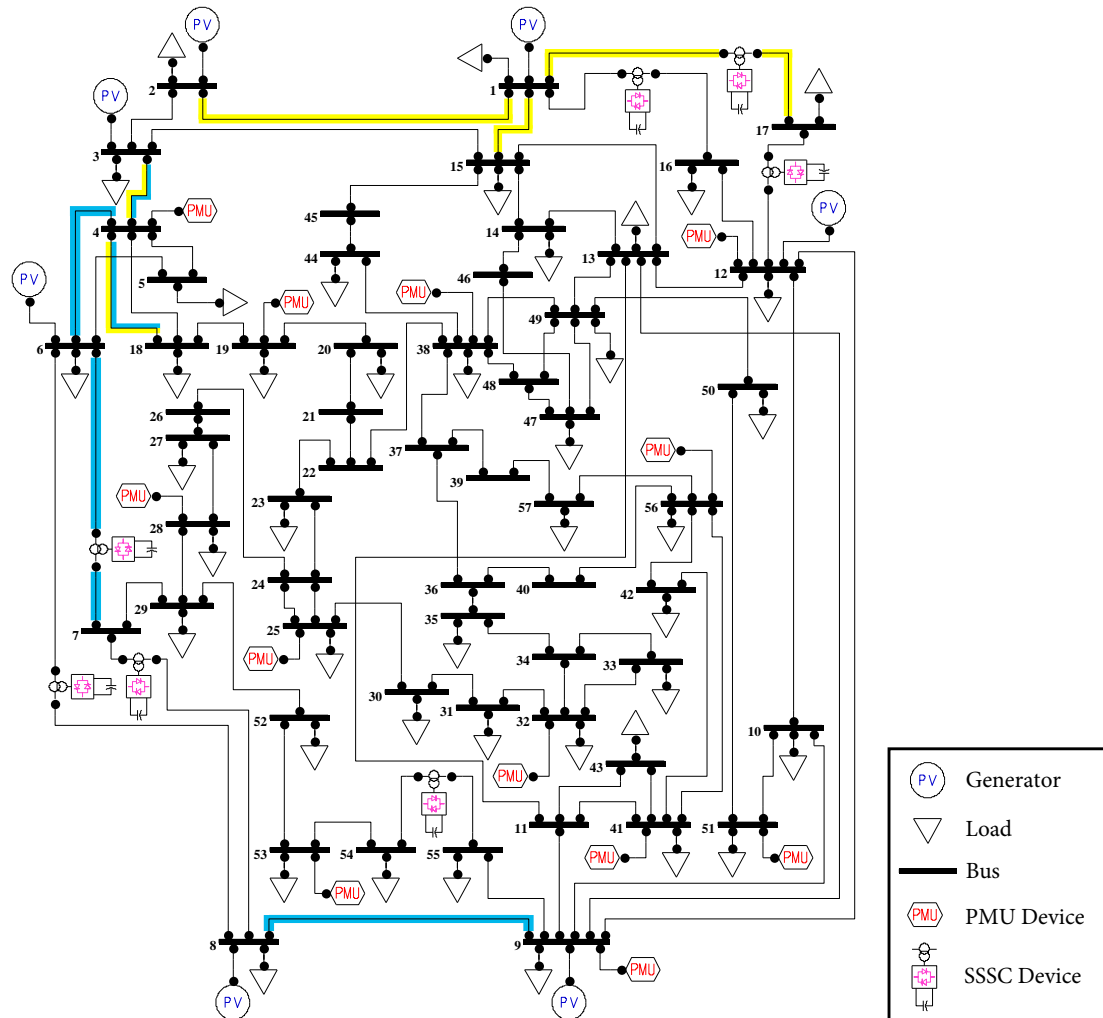 PV
PV
2
1
PV
17
3
15
16
PV
45
PMU
4
14
PMU
13
12
44
5
46
PV
PMU
PMU
49
6
18
19
20
38
50
48
26
21
47
27
37
22
PMU
39
PMU
23
57
56
28
24
36
40
42
29
35
7
25
PMU
34
33
30
31
52
32
10
43
PMU
Generator
PV
11
41
51
Load
53
54
55
PMU
PMU
Bus
PMU
PMU
PMU Device
8
9
PMU
SSSC Device
PV
PV